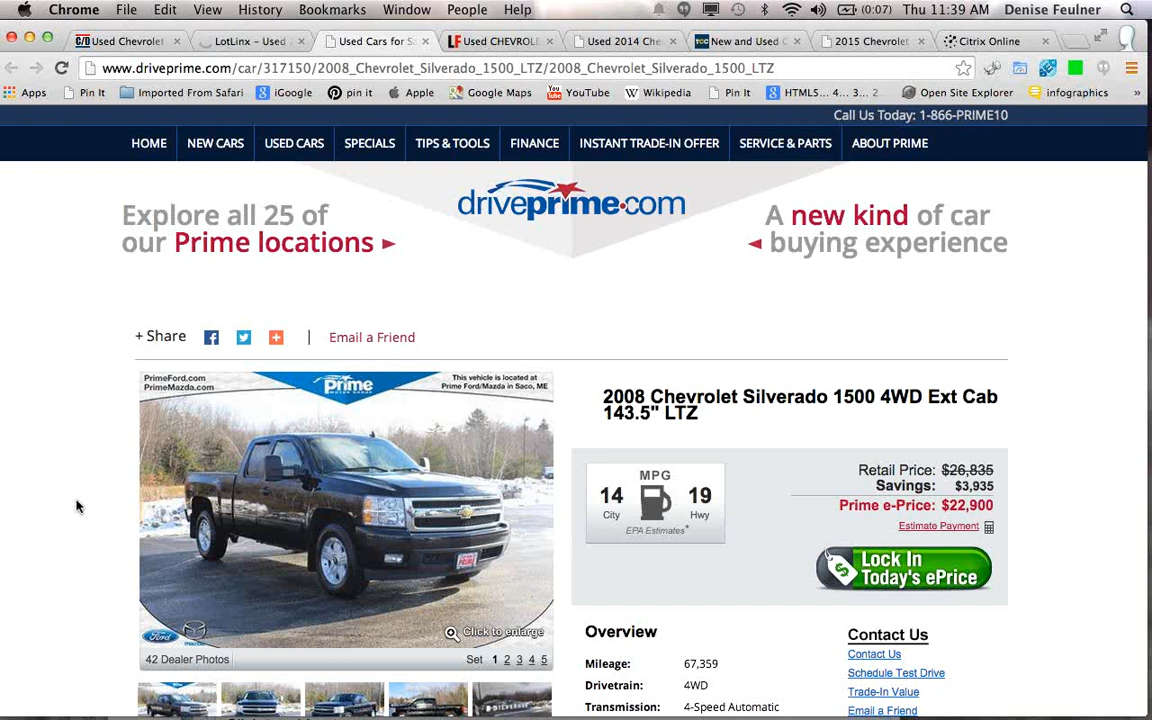 Chrome File Edit View History Bookmarks Window People Help (0:07) Thu 11:39 AM Denise Feulner
C/D Used Chevrolet LotLinx – Used Used Cars for Sa LF Used CHEVROLE Used 2014 Che TCC New and Used C 2015 Chevrolet Citrix Online
www.driveprime.com/car/317150/2008_Chevrolet_Silverado_1500_LTZ/2008_Chevrolet_Silverado_1500_LTZ
Apps Pin It Imported From Safari iGoogle pin it Apple Google Maps YouTube Wikipedia Pin It HTML5... 4... 3... 2... Open Site Explorer infographics »
Call Us Today: 1-866-PRIME10
HOME NEW CARS USED CARS SPECIALS TIPS & TOOLS FINANCE INSTANT TRADE-IN OFFER SERVICE & PARTS ABOUT PRIME
driveprime.com
Explore all 25 of
our Prime locations
A new kind of car
buying experience
+ Share | Email a Friend
PrimeFord.com
PrimeMazda.com
prime
This vehicle is located at
Prime Ford/Mazda in Saco, ME
PRIME
Ford
Click to enlarge
42 Dealer Photos Set 1 2 3 4 5
2008 Chevrolet Silverado 1500 4WD Ext Cab
143.5" LTZ
MPG
14 19
City Hwy
EPA Estimates*
Retail Price: $26,835
Savings: $3,935
Prime e-Price: $22,900
Estimate Payment
Lock In
Today's ePrice
Overview
Mileage: 67,359
Drivetrain: 4WD
Transmission: 4-Speed Automatic
Contact Us
Contact Us
Schedule Test Drive
Trade-In Value
Email a Friend